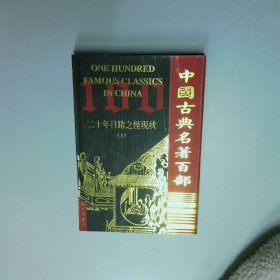 ONE HUNDRED
FAMOUS CLASSICS
IN CHINA
100
二十年目睹之怪现状
(上)
中國古典名著百部